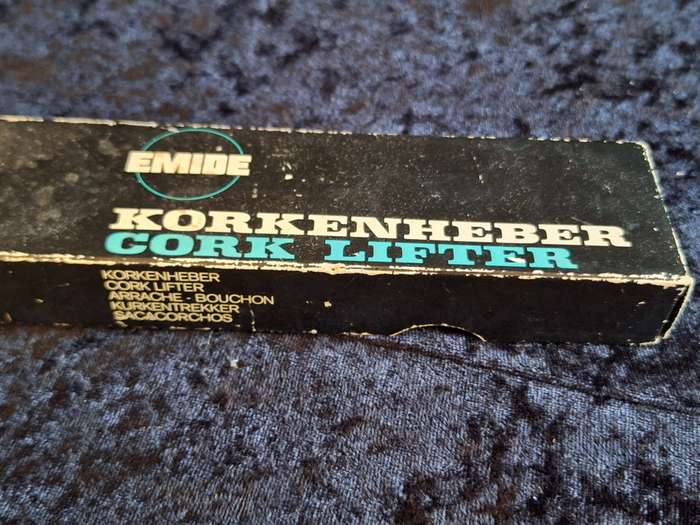 EMIDE
KORKENHEBER
CORK LIFTER
KORKENHEBER
CORK LIFTER
ARRACHE - BOUCHON
KURKENTREKKER
SACACORCHOS